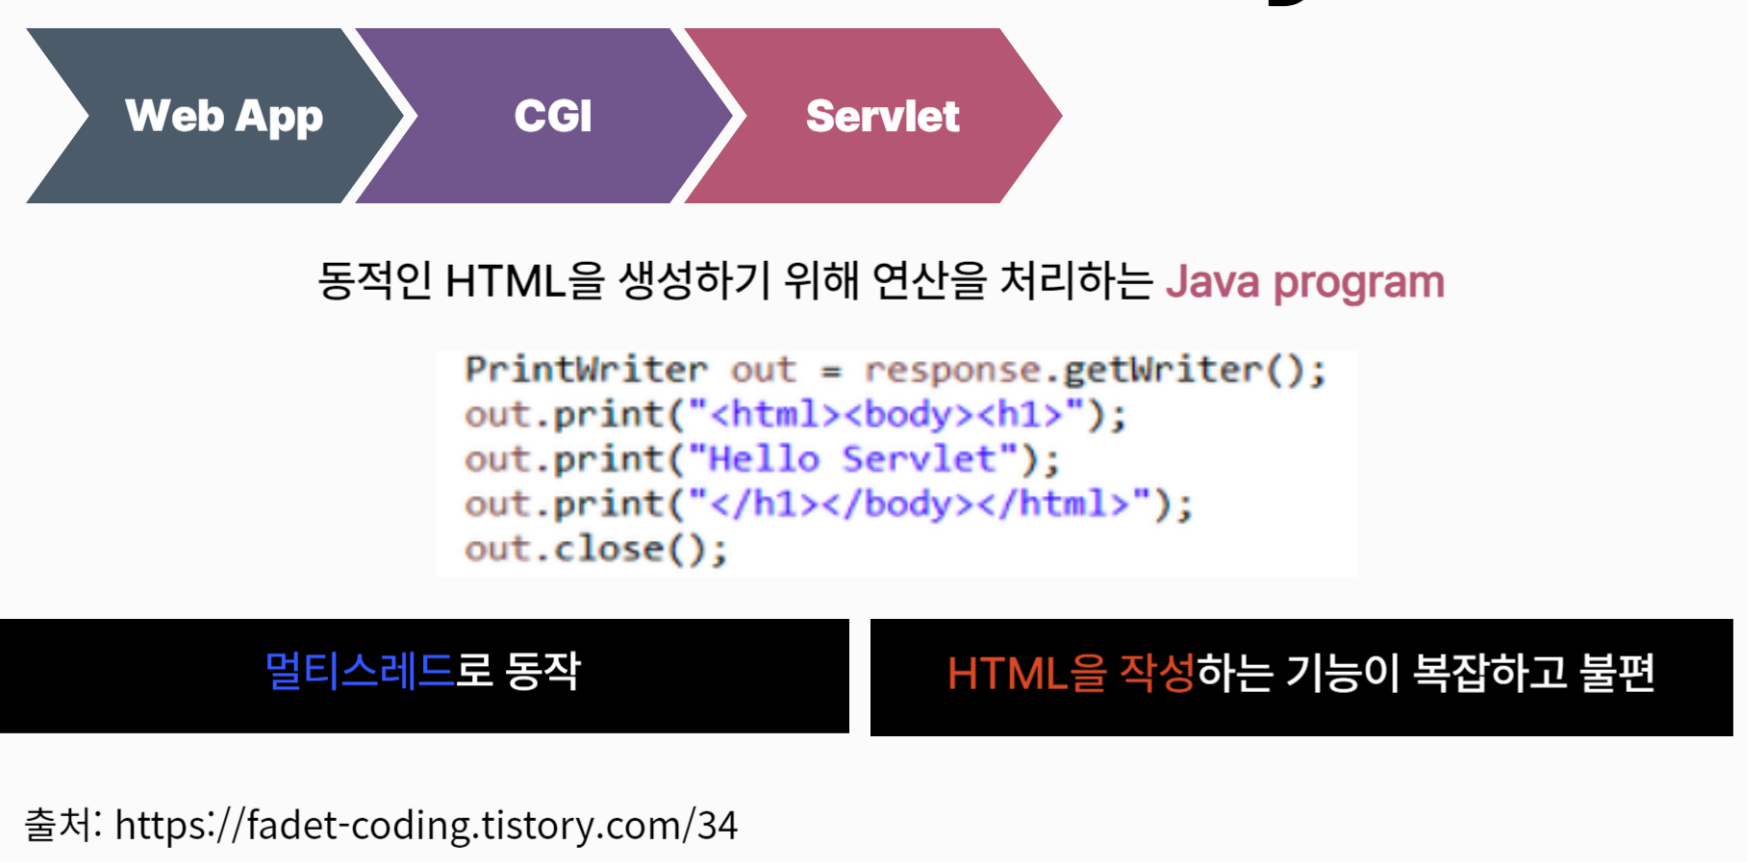 Web App
CGI
Servlet
동적인 HTML을 생성하기 위해 연산을 처리하는 Java program
PrintWriter out = response.getWriter();
out.print("<html><body><h1>");
out.print("Hello Servlet");
out.print("</h1></body></html>");
out.close();
멀티스레드로 동작
HTML을 작성하는 기능이 복잡하고 불편
출처: https://fadet-coding.tistory.com/34